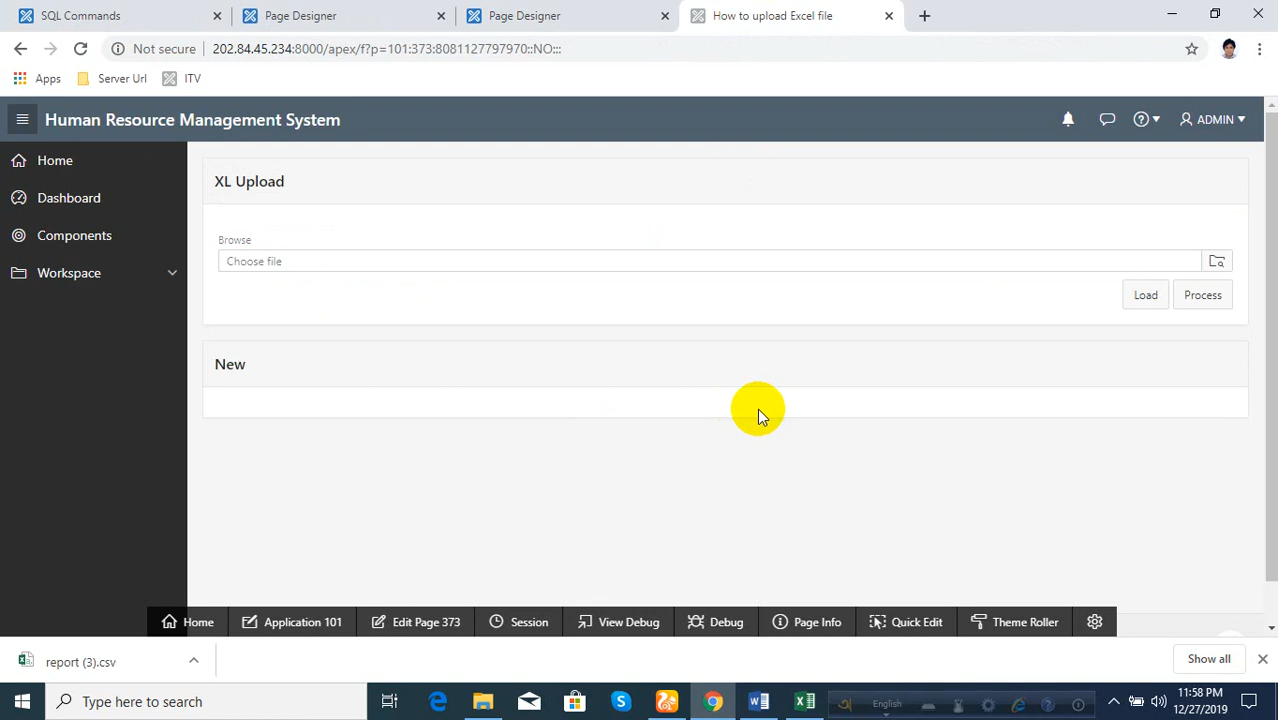 SQL Commands
Page Designer
Page Designer
How to upload Excel file
Not secure 202.84.45.234:8000/apex/f?p=101:373:8081127797970::NO:::
Apps Server Url ITV
Human Resource Management System
ADMIN
Home
Dashboard
Components
Workspace
XL Upload
Browse
Choose file
Load Process
New
Home Application 101 Edit Page 373 Session View Debug Debug Page Info Quick Edit Theme Roller
report (3).csv
Show all
Type here to search
English
11:58 PM
12/27/2019